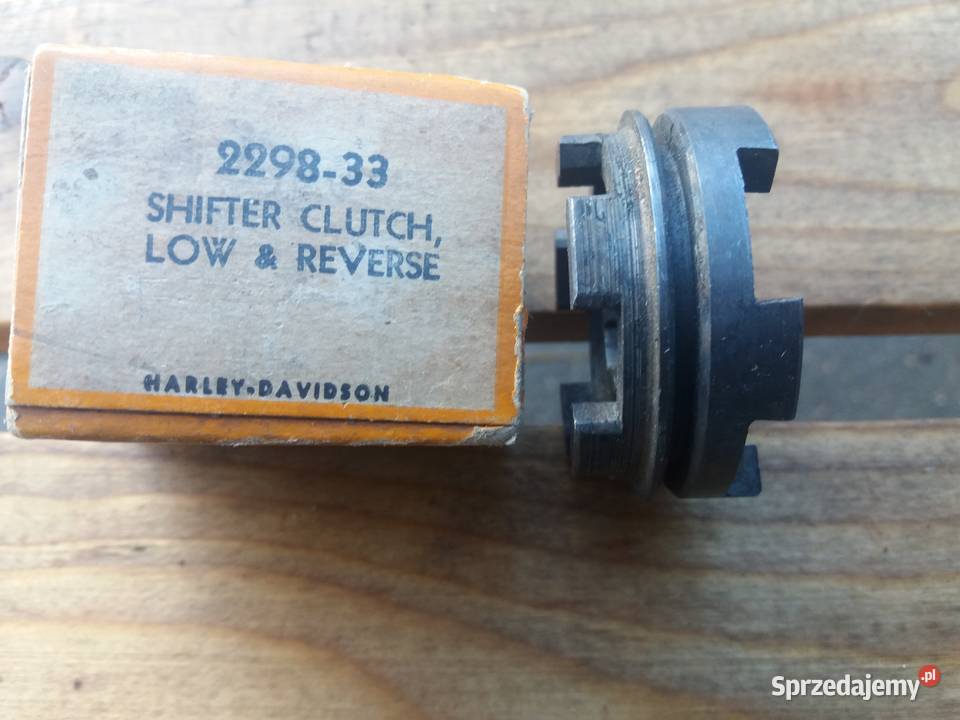 2298-33
SHIFTER CLUTCH,
LOW & REVERSE
HARLEY-DAVIDSON
Sprzedajemy.pl